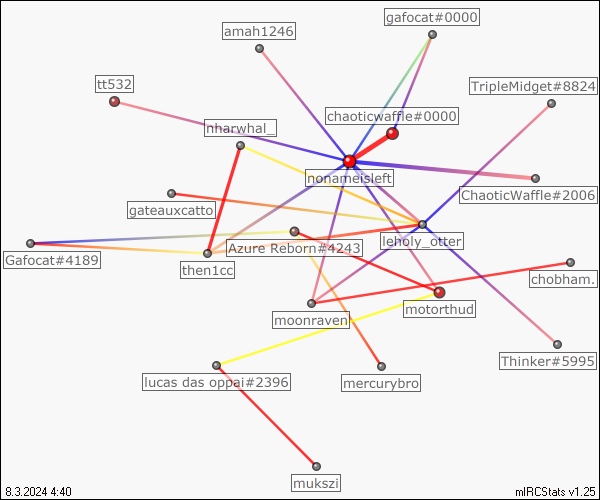 gafocat#0000
amah1246
tt532
TripleMidget#8824
chaoticwaffle#0000
nharwhal_
nonameisleft
ChaoticWaffle#2006
gateauxcatto
leholy_otter
Azure Reborn#4243
Gafocat#4189
then1cc
chobham.
motorthud
moonraven
Thinker#5995
lucas das oppai#2396
mercurybro
mukszi
8.3.2024 4:40
mIRCStats v1.25